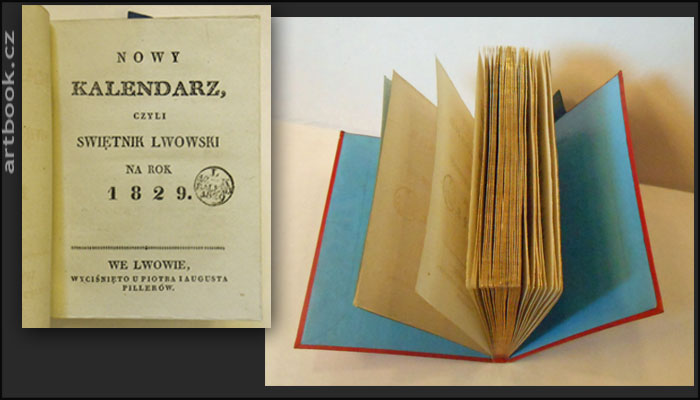 artbook.cz
NOWY
KALENDARZ,
CZYLI
SWIĘTNIK LWOWSKI
NA ROK
1829.
WE LWOWIE,
WYCIŚNIĘTO U PIOTRA I AUGUSTA
PILLERÓW.